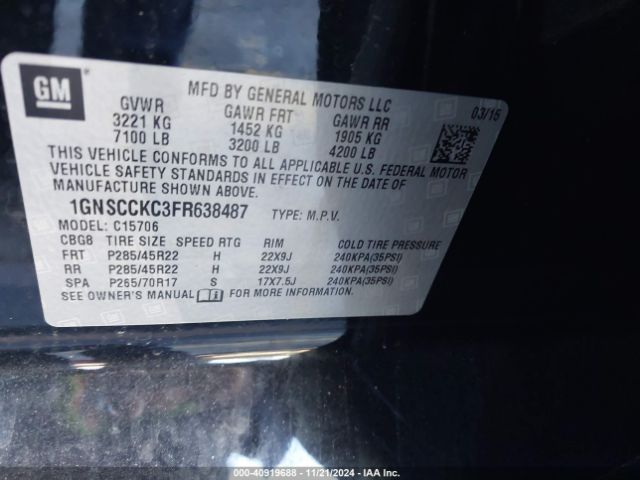 GM
MFD BY GENERAL MOTORS LLC
03/15
GVWR GAWR FRT GAWR RR
3221 KG 1452 KG 1905 KG
7100 LB 3200 LB 4200 LB
THIS VEHICLE CONFORMS TO ALL APPLICABLE U.S. FEDERAL MOTOR
VEHICLE SAFETY STANDARDS IN EFFECT ON THE DATE OF
MANUFACTURE SHOWN ABOVE.
1GNSCCKC3FR638487 TYPE: M.P.V.
MODEL: C15706
CBG8 TIRE SIZE SPEED RTG RIM COLD TIRE PRESSURE
FRT P285/45R22 H 22X9J 240KPA(35PSI)
RR P285/45R22 H 22X9J 240KPA(35PSI)
SPA P265/70R17 S 17X7.5J 240KPA(35PSI)
SEE OWNER'S MANUAL FOR MORE INFORMATION.
000-40919688 - 11/21/2024 - IAA Inc.